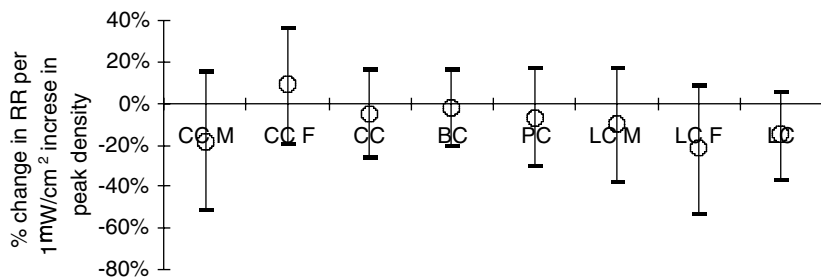 % change in RR per
1mW/cm² increse in
peak density
40%
20%
0%
-20%
-40%
-60%
-80%
CC M CC F CC BC PC LC M LC F LC